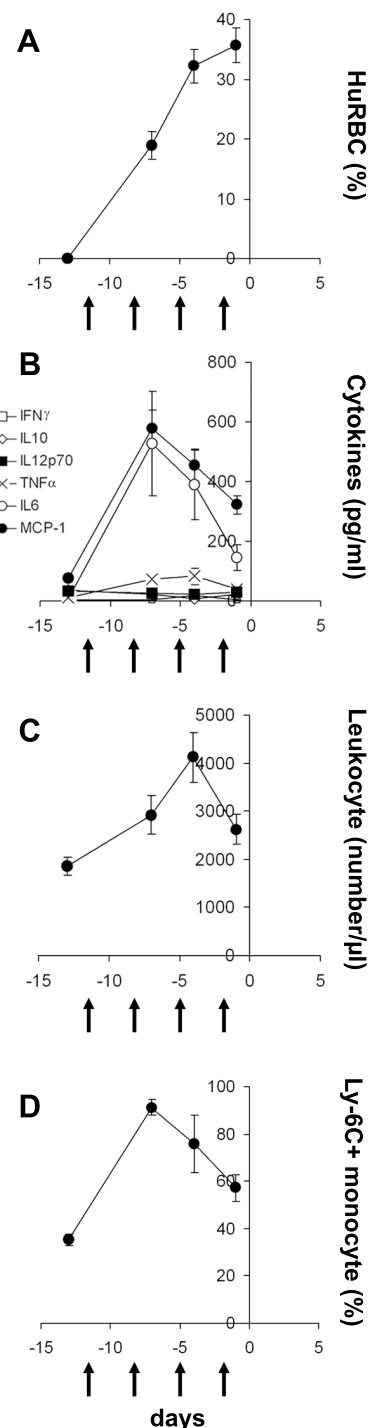 A
40
30
20
10
0
-15 -10 -5 0 5
HuRBC (%)
B
800
600
400
200
0
IFNγ
IL10
IL12p70
TNFα
IL6
MCP-1
-15 -10 -5 0 5
Cytokines (pg/ml)
C
5000
4000
3000
2000
1000
0
-15 -10 -5 0 5
Leukocyte (number/μl)
D
100
80
60
40
20
0
-15 -10 -5 0 5
Ly-6C+ monocyte (%)
days